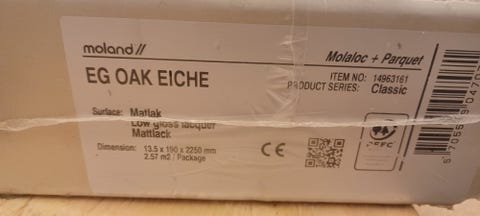 moland//
Molaloc + Parquet
EG OAK EICHE
ITEM NO: 14963161
PRODUCT SERIES: Classic
Surface: Matlak
Low gloss lacquer
Mattlack
Dimension: 13.5 x 190 x 2250 mm
2.57 m2 / Package
CE
PEFC